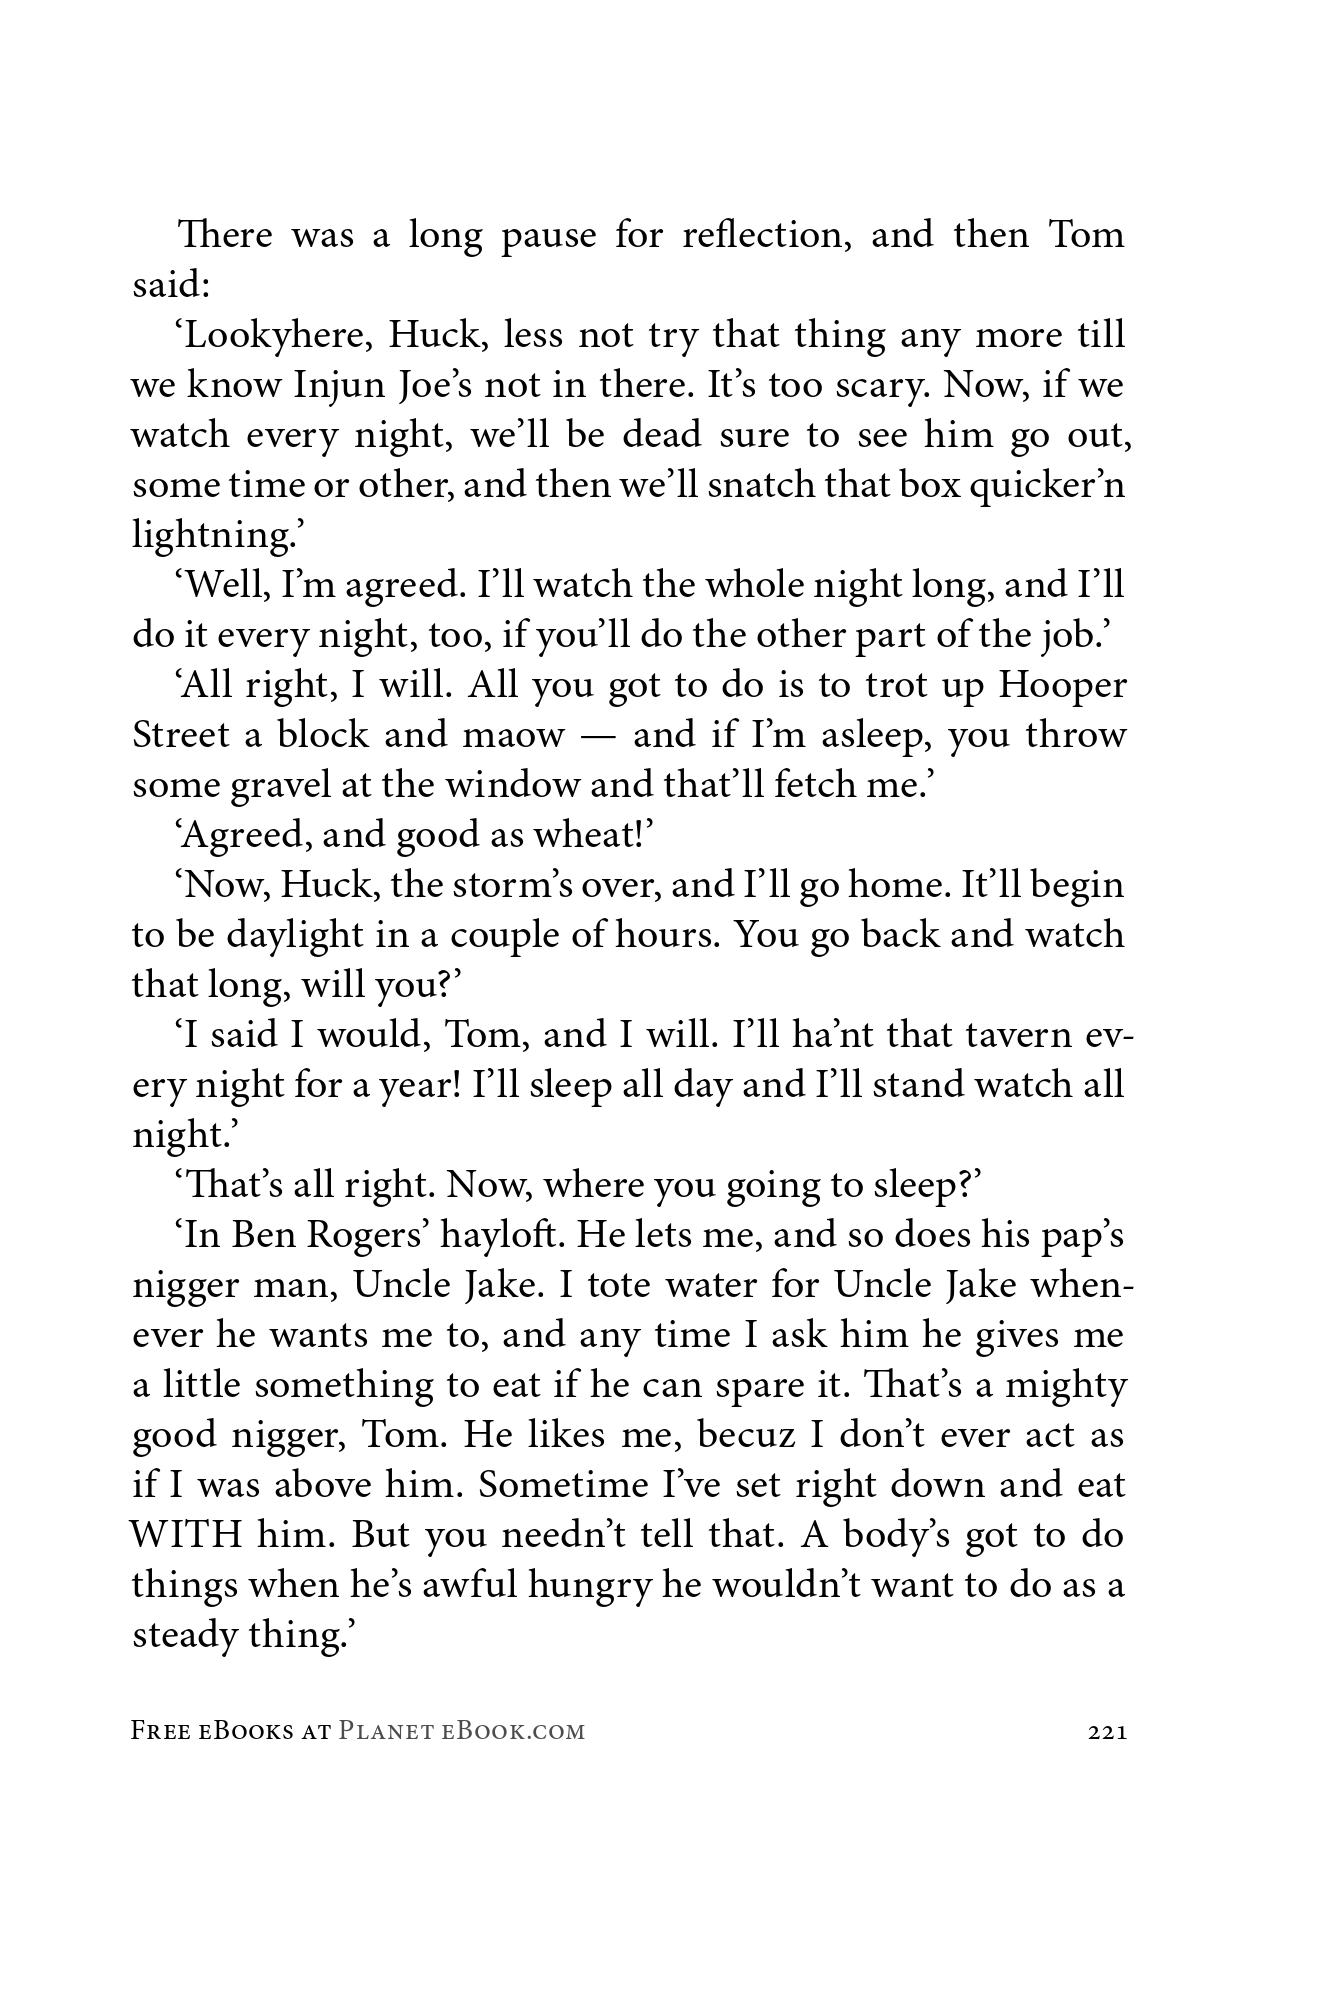 There was a long pause for reflection, and then Tom
said:
‘Lookyhere, Huck, less not try that thing any more till
we know Injun Joe’s not in there. It’s too scary. Now, if we
watch every night, we’ll be dead sure to see him go out,
some time or other, and then we’ll snatch that box quicker’n
lightning.’
‘Well, I’m agreed. I’ll watch the whole night long, and I’ll
do it every night, too, if you’ll do the other part of the job.’
‘All right, I will. All you got to do is to trot up Hooper
Street a block and maow — and if I’m asleep, you throw
some gravel at the window and that’ll fetch me.’
‘Agreed, and good as wheat!’
‘Now, Huck, the storm’s over, and I’ll go home. It’ll begin
to be daylight in a couple of hours. You go back and watch
that long, will you?’
‘I said I would, Tom, and I will. I’ll ha’nt that tavern ev-
ery night for a year! I’ll sleep all day and I’ll stand watch all
night.’
‘That’s all right. Now, where you going to sleep?’
‘In Ben Rogers’ hayloft. He lets me, and so does his pap’s
nigger man, Uncle Jake. I tote water for Uncle Jake when-
ever he wants me to, and any time I ask him he gives me
a little something to eat if he can spare it. That’s a mighty
good nigger, Tom. He likes me, becuz I don’t ever act as
if I was above him. Sometime I’ve set right down and eat
WITH him. But you needn’t tell that. A body’s got to do
things when he’s awful hungry he wouldn’t want to do as a
steady thing.’
Free eBooks at Planet eBook.com 221